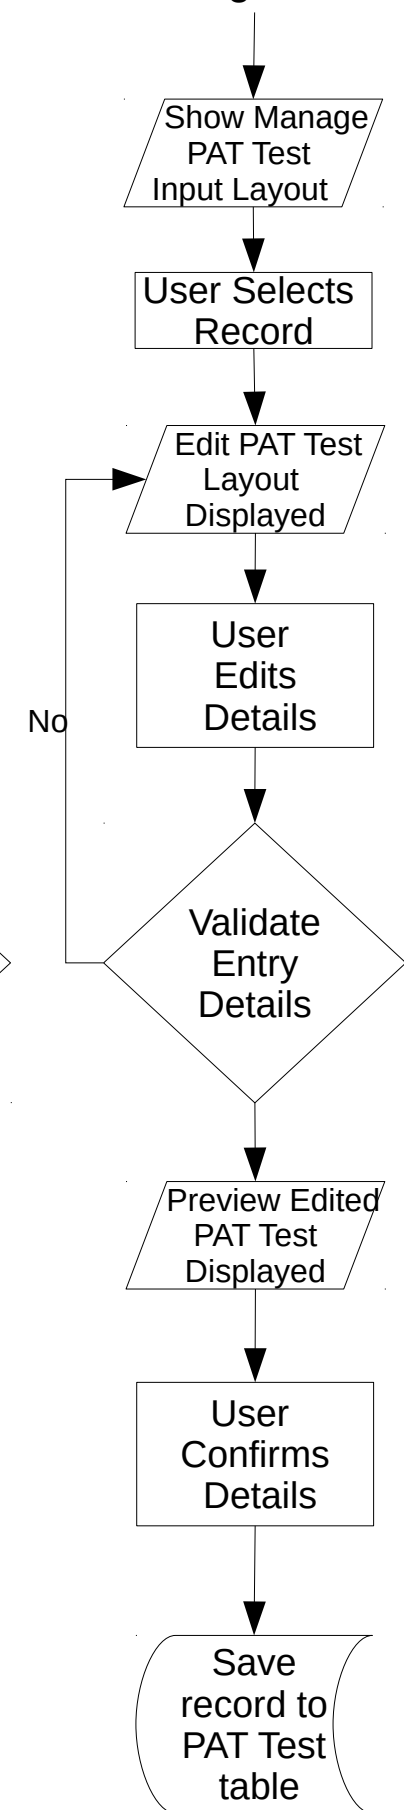 Show Manage
PAT Test
Input Layout
User Selects
Record
Edit PAT Test
Layout
Displayed
User
Edits
Details
No
Validate
Entry
Details
Preview Edited
PAT Test
Displayed
User
Confirms
Details
Save
record to
PAT Test
table